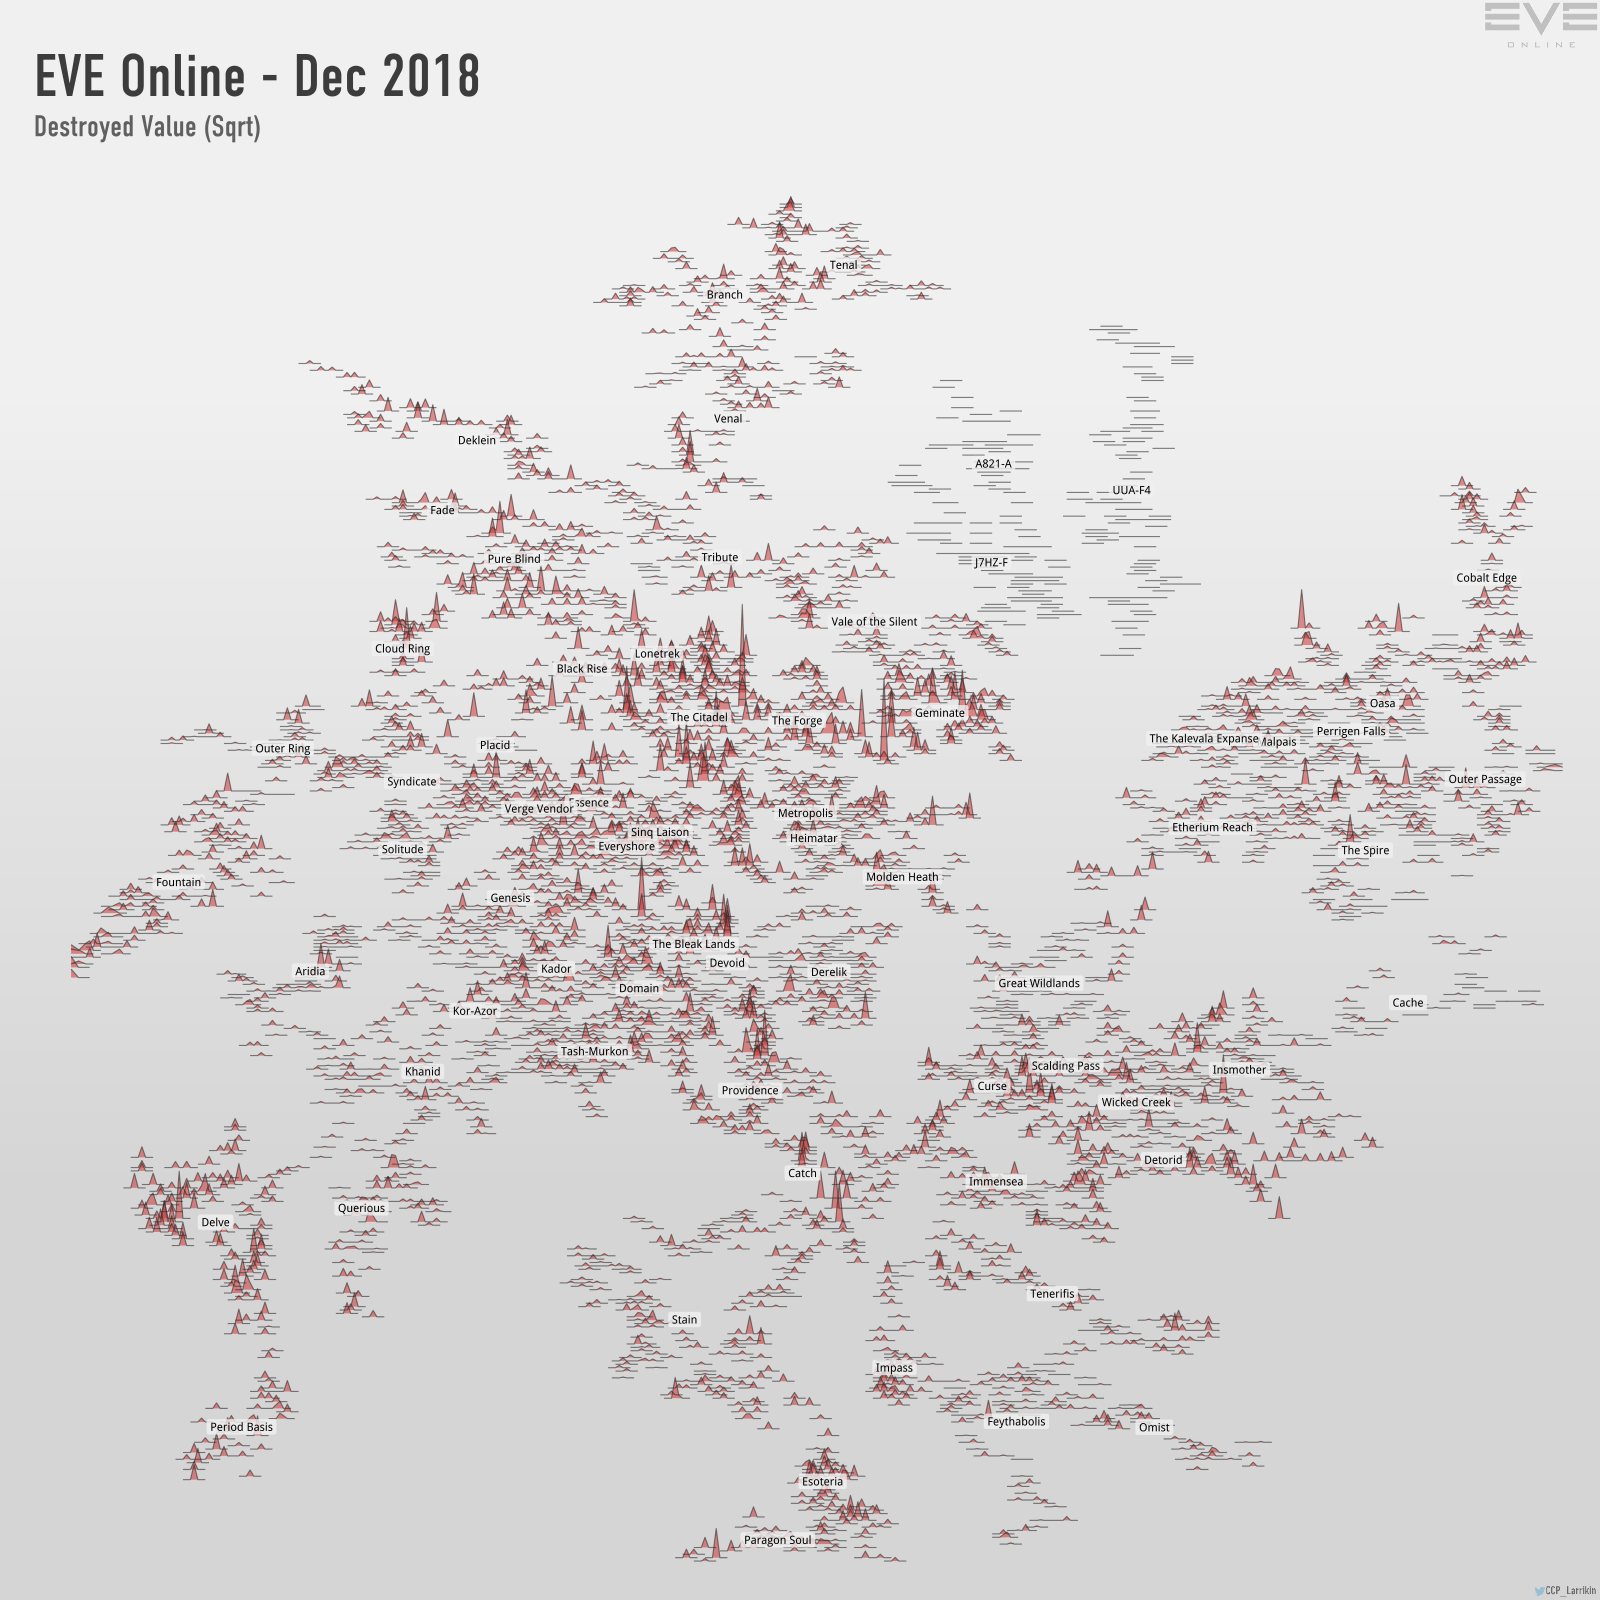 EVE
ONLINE
EVE Online - Dec 2018
Destroyed Value (Sqrt)
Tenal
Branch
Venal
Deklein
A821-A
UUA-F4
Fade
Tribute
Pure Blind
J7HZ-F
Cobalt Edge
Vale of the Silent
Cloud Ring
Lonetrek
Black Rise
Oasa
Geminate
The Citadel
The Forge
Perrigen Falls
The Kalevala Expanse
Malpais
Placid
Outer Ring
Outer Passage
Syndicate
Essence
Verge Vendor
Metropolis
Etherium Reach
Sinq Laison
Heimatar
Everyshore
Solitude
The Spire
Molden Heath
Fountain
Genesis
The Bleak Lands
Devoid
Kador
Aridia
Derelik
Great Wildlands
Domain
Cache
Kor-Azor
Tash-Murkon
Scalding Pass
Khanid
Insmother
Curse
Providence
Wicked Creek
Detorid
Catch
Immensea
Querious
Delve
Tenerifis
Stain
Impass
Feythabolis
Omist
Period Basis
Esoteria
Paragon Soul
CCP_Larrikin